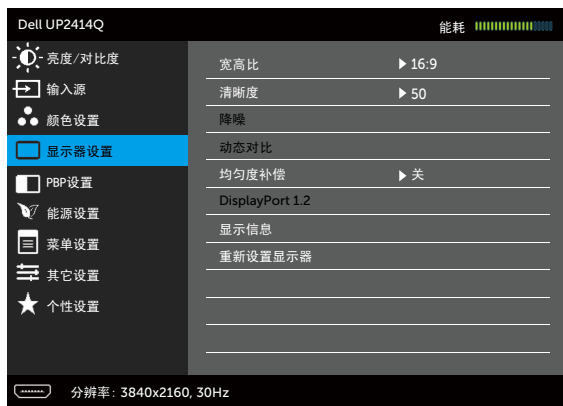 Dell UP2414Q
能耗
亮度/对比度
输入源
颜色设置
显示器设置
PBP设置
能源设置
菜单设置
其它设置
个性设置
宽高比 16:9
清晰度 50
降噪
动态对比
均匀度补偿 关
DisplayPort 1.2
显示信息
重新设置显示器
分辨率: 3840x2160, 30Hz